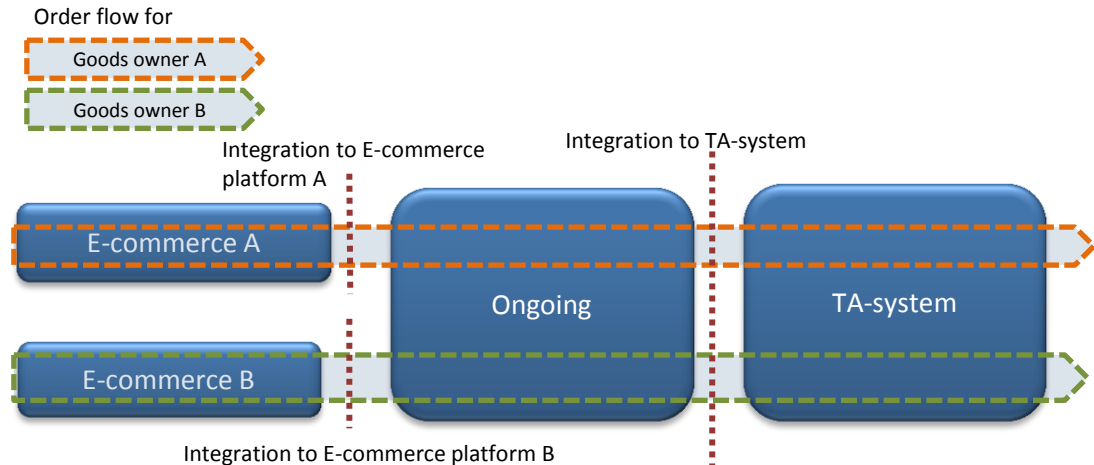 Order flow for
Goods owner A
Goods owner B
Integration to E-commerce
platform A
Integration to TA-system
E-commerce A
Ongoing
TA-system
E-commerce B
Integration to E-commerce platform B